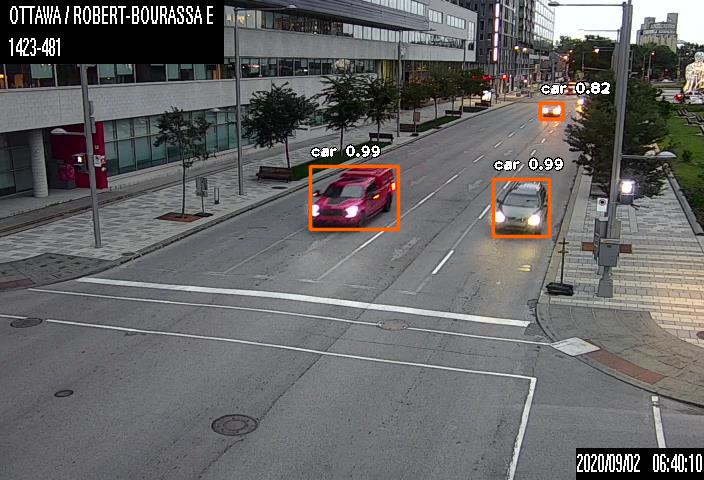 OTTAWA / ROBERT-BOURASSA E
1423-481
car 0.82
car 0.99
car 0.99
2020/09/02 06:40:10